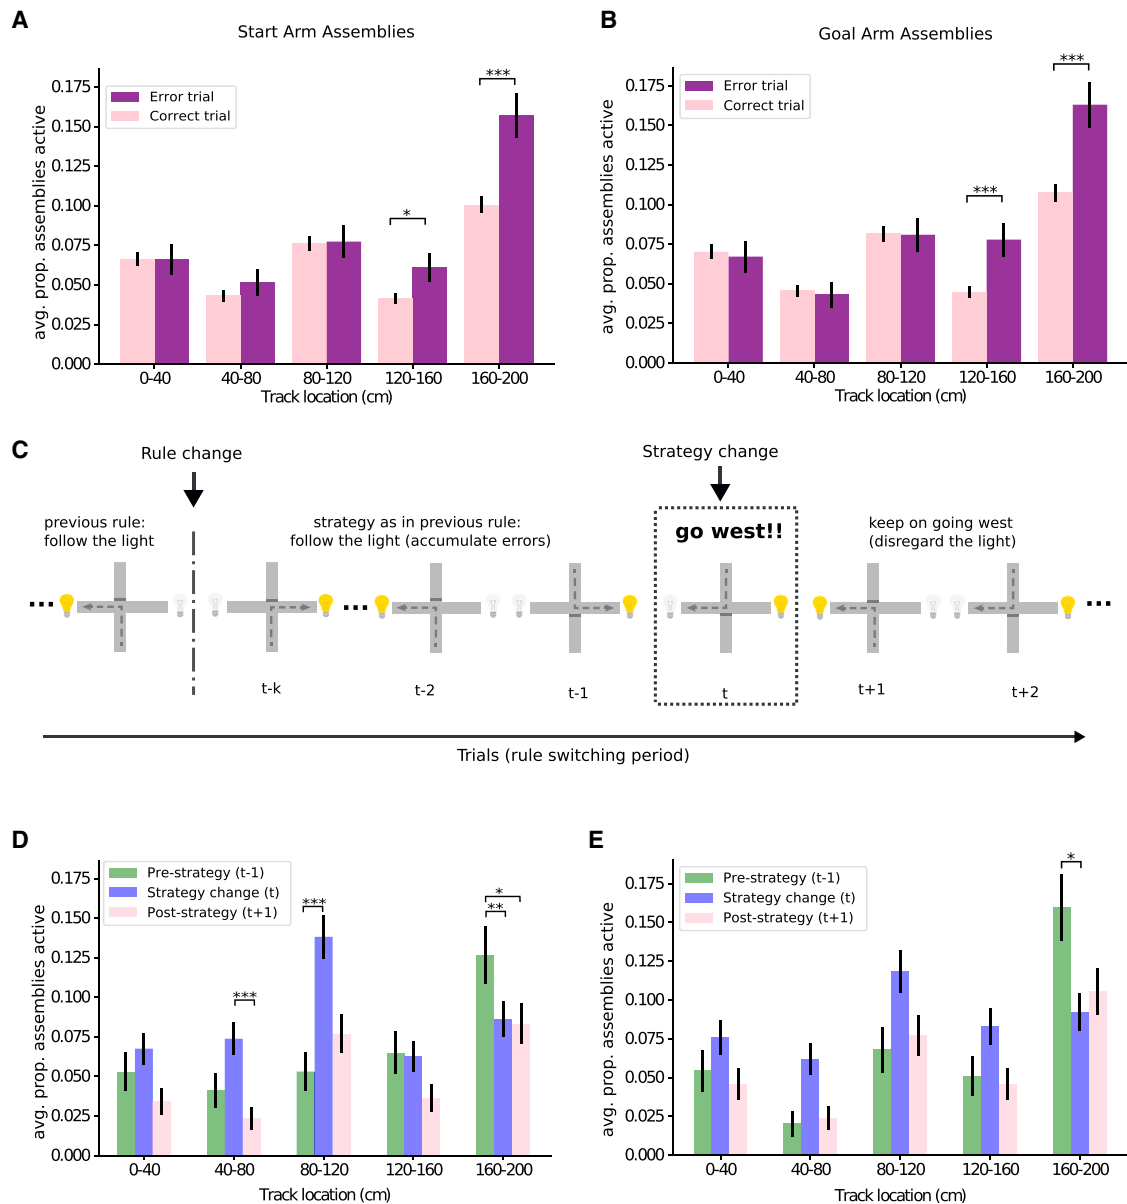 A
Start Arm Assemblies
avg. prop. assemblies active
0.175
0.150
0.125
0.100
0.075
0.050
0.025
0.000
Error trial
Correct trial
*
***
0-40
40-80
80-120
120-160
160-200
Track location (cm)
B
Goal Arm Assemblies
avg. prop. assemblies active
0.175
0.150
0.125
0.100
0.075
0.050
0.025
0.000
Error trial
Correct trial
***
***
0-40
40-80
80-120
120-160
160-200
Track location (cm)
C
Rule change
Strategy change
previous rule:
follow the light
strategy as in previous rule:
follow the light (accumulate errors)
go west!!
keep on going west
(disregard the light)
t-k
t-2
t-1
t
t+1
t+2
Trials (rule switching period)
D
avg. prop. assemblies active
0.175
0.150
0.125
0.100
0.075
0.050
0.025
0.000
Pre-strategy (t-1)
Strategy change (t)
Post-strategy (t+1)
***
***
*
**
0-40
40-80
80-120
120-160
160-200
Track location (cm)
E
avg. prop. assemblies active
0.175
0.150
0.125
0.100
0.075
0.050
0.025
0.000
Pre-strategy (t-1)
Strategy change (t)
Post-strategy (t+1)
*
0-40
40-80
80-120
120-160
160-200
Track location (cm)